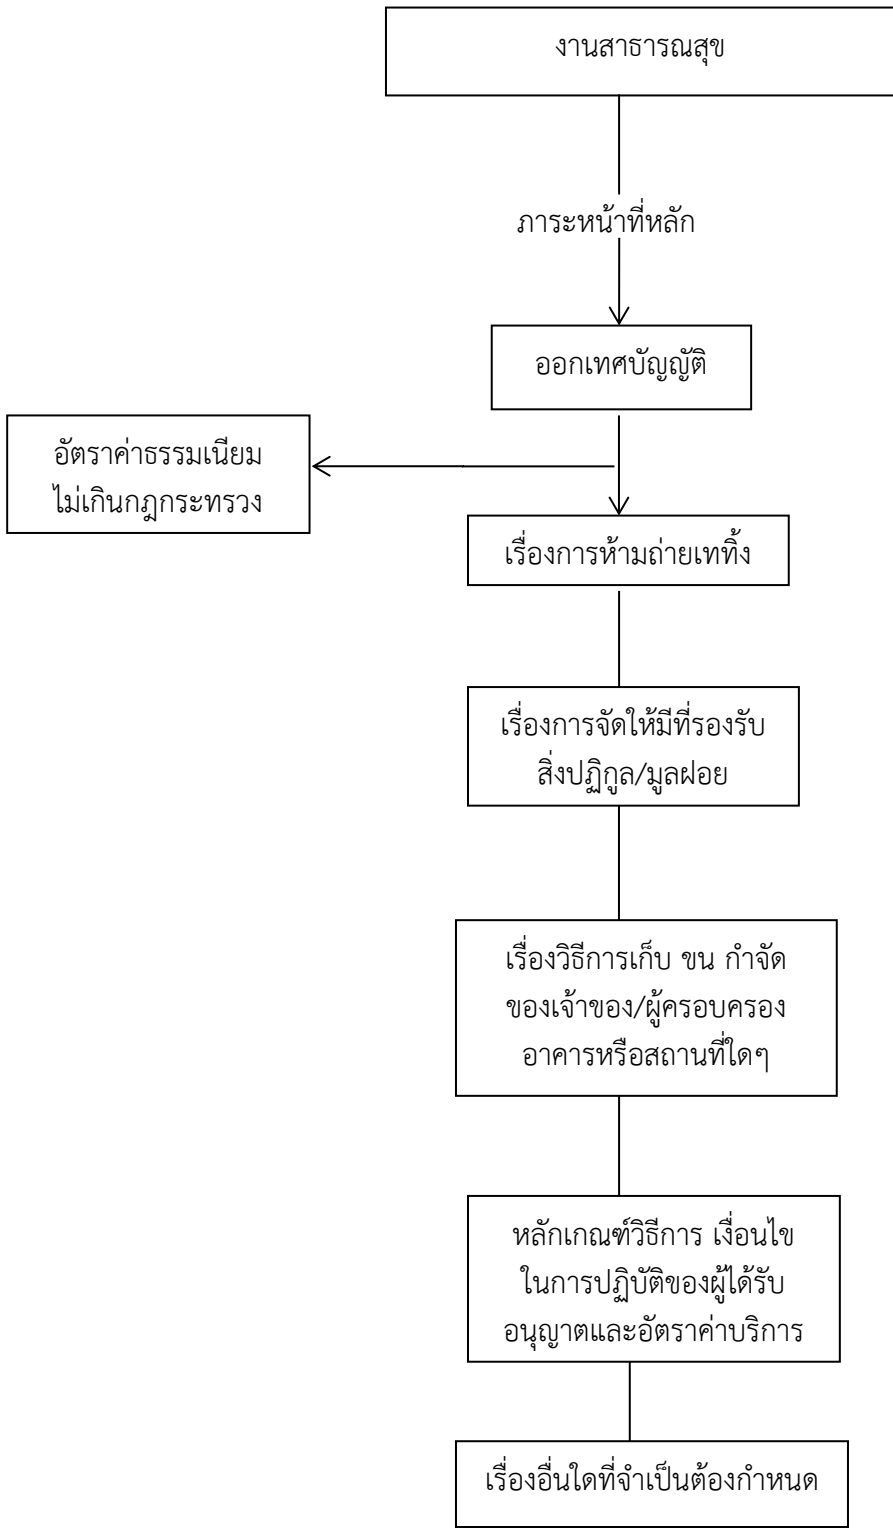 งานสาธารณสุข
ภาระหน้าที่หลัก
ออกเทศบัญญัติ
อัตราค่าธรรมเนียม
ไม่เกินกฎกระทรวง
เรื่องการห้ามถ่ายเททิ้ง
เรื่องการจัดให้มีที่รองรับ
สิ่งปฏิกูล/มูลฝอย
เรื่องวิธีการเก็บ ขน กำจัด
ของเจ้าของ/ผู้ครอบครอง
อาคารหรือสถานที่ใดๆ
หลักเกณฑ์วิธีการ เงื่อนไข
ในการปฏิบัติของผู้ได้รับ
อนุญาตและอัตราค่าบริการ
เรื่องอื่นใดที่จำเป็นต้องกำหนด